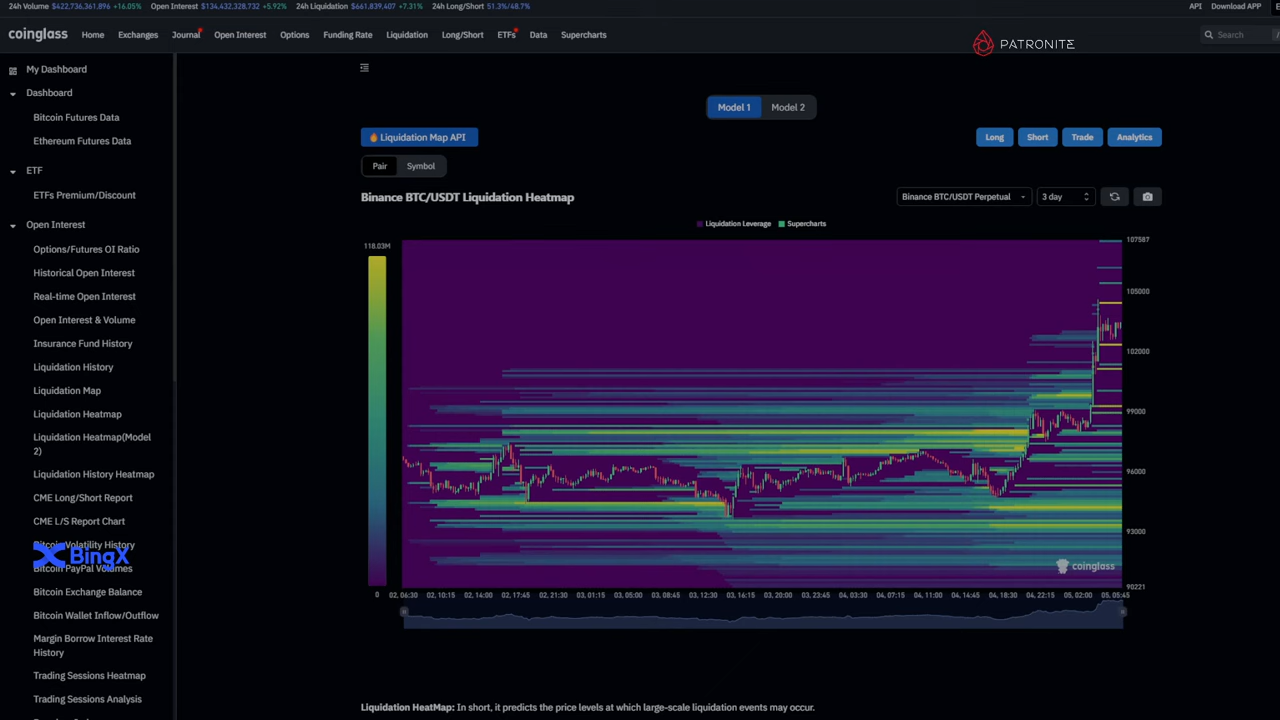 24h Volume $422,736,361,896 +16.05% Open Interest $134,432,328,732 +5.92% 24h Liquidation $661,839,407 +7.31% 24h Long/Short 51.3%/48.7% API Download APP
coinglass Home Exchanges Journal Open Interest Options Funding Rate Liquidation Long/Short ETFs Data Supercharts Search /
PATRONITE
My Dashboard
Dashboard
Bitcoin Futures Data
Ethereum Futures Data
ETF
ETFs Premium/Discount
Open Interest
Options/Futures OI Ratio
Historical Open Interest
Real-time Open Interest
Open Interest & Volume
Insurance Fund History
Liquidation History
Liquidation Map
Liquidation Heatmap
Liquidation Heatmap(Model
2)
Liquidation History Heatmap
CME Long/Short Report
CME L/S Report Chart
Bitcoin Volatility History
BingX
Bitcoin PayPal Volumes
Bitcoin Exchange Balance
Bitcoin Wallet Inflow/Outflow
Margin Borrow Interest Rate
History
Trading Sessions Heatmap
Trading Sessions Analysis
Model 1 Model 2
Liquidation Map API Long Short Trade Analytics
Pair Symbol
Binance BTC/USDT Liquidation Heatmap Binance BTC/USDT Perpetual 3 day
Liquidation Leverage Supercharts
118.03M 107587
105000
102000
99000
96000
93000
coinglass
0 90221
02, 06:30 02, 10:15 02, 14:00 02, 17:45 02, 21:30 03, 01:15 03, 05:00 03, 08:45 03, 12:30 03, 16:15 03, 20:00 03, 23:45 04, 03:30 04, 07:15 04, 11:00 04, 14:45 04, 18:30 04, 22:15 05, 02:00 05, 05:45
Liquidation HeatMap: In short, it predicts the price levels at which large-scale liquidation events may occur.